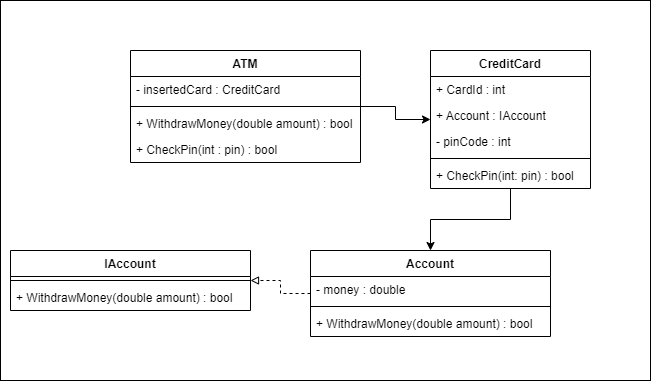 ATM
- insertedCard : CreditCard
+ WithdrawMoney(double amount) : bool
+ CheckPin(int : pin) : bool
CreditCard
+ CardId : int
+ Account : IAccount
- pinCode : int
+ CheckPin(int: pin) : bool
IAccount
+ WithdrawMoney(double amount) : bool
Account
- money : double
+ WithdrawMoney(double amount) : bool